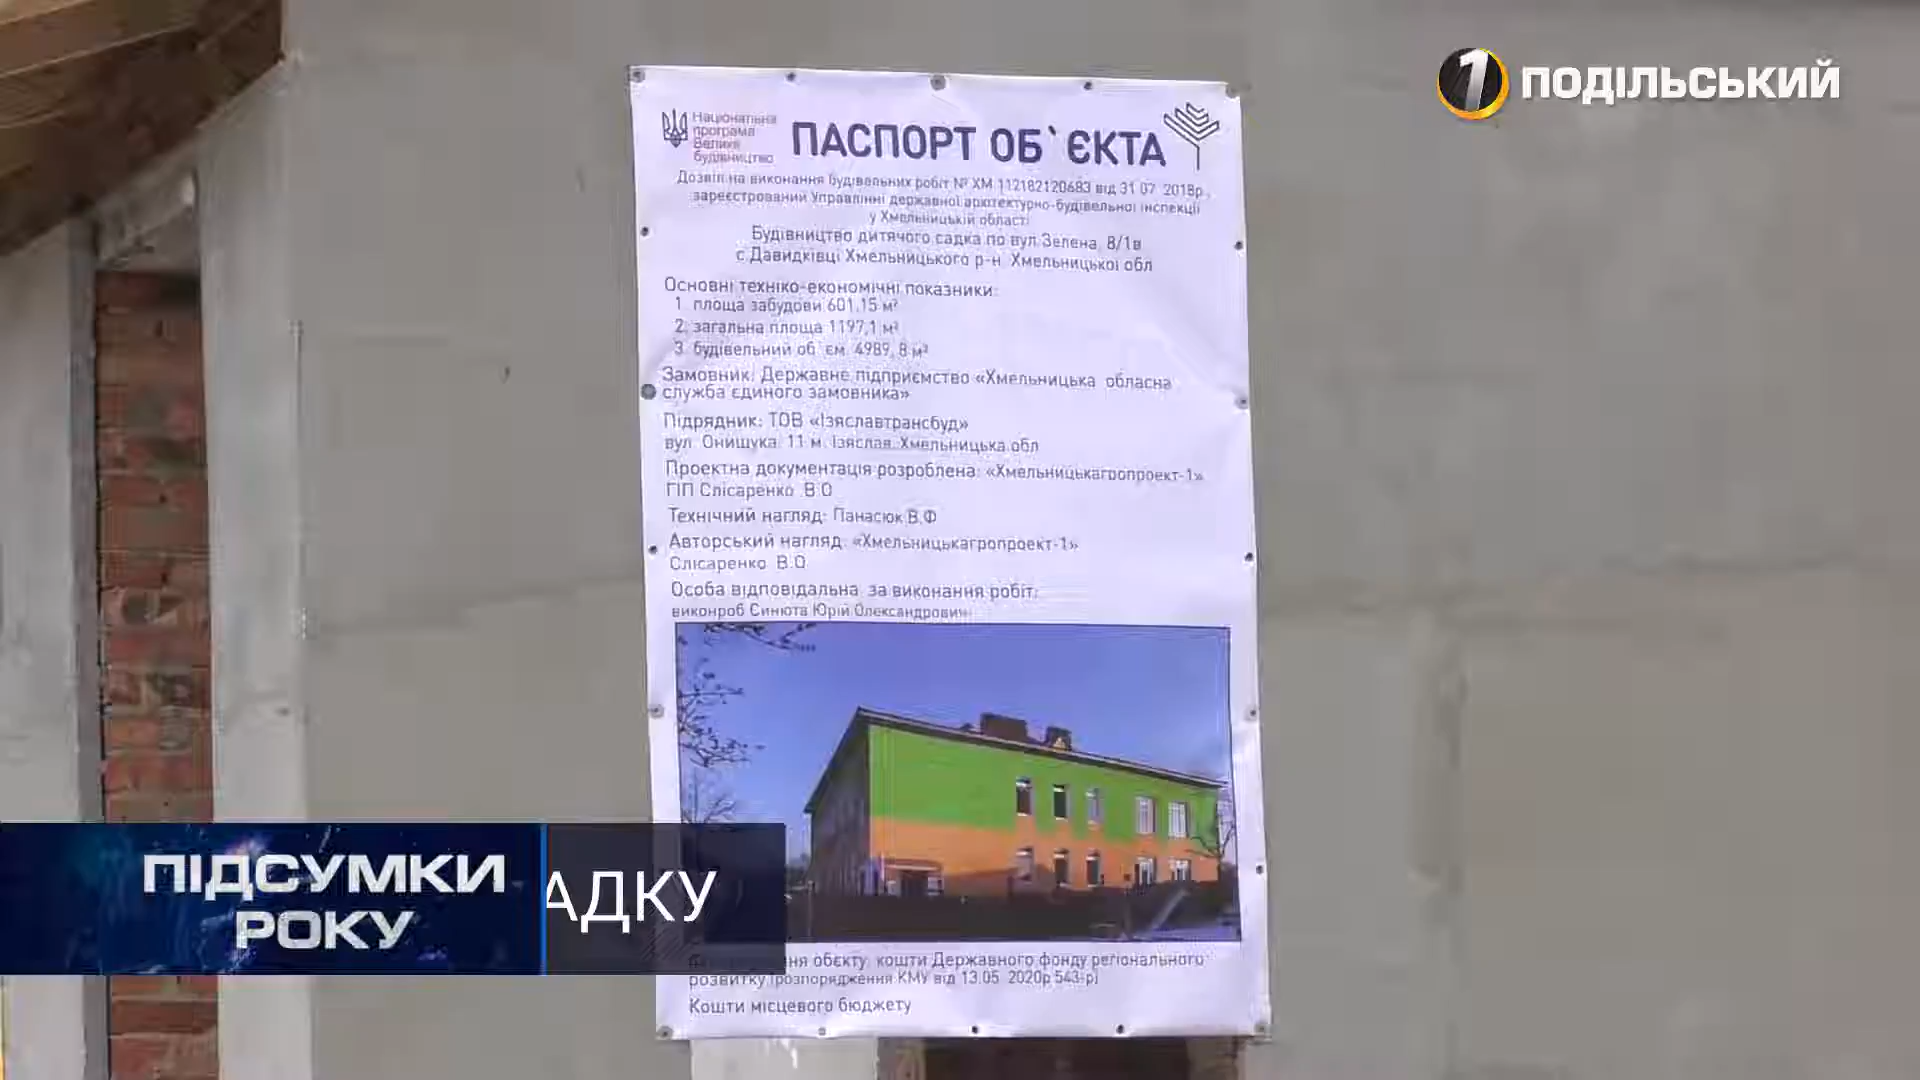 1 ПОДІЛЬСЬКИЙ
Національна
програма
Велике
будівництво
ПАСПОРТ ОБ`ЄКТА
Дозвіл на виконання будівельних робіт № ХМ 112182120683 від 31 07 2018р.,
зареєстрований Управлінні державної архітектурно-будівельної інспекції
у Хмельницькій області
Будівництво дитячого садка по вул.Зелена, 8/1в
с.Давидківці Хмельницького р-н. Хмельницької обл
Основні техніко-економічні показники:
1. площа забудови 601,15 м²
2. загальна площа 1197,1 м²
3. будівельний об`єм. 4989, 8 м³
Замовник: Державне підприємство «Хмельницька обласна
служба єдиного замовника»
Підрядник: ТОВ «Ізяславтрансбуд»
вул. Онищука, 11 м. Ізяслав, Хмельницька обл
Проектна документація розроблена: «Хмельницькагропроект-1»
ГІП Слісаренко В.О
Технічний нагляд: Панасюк В.Ф
Авторський нагляд: «Хмельницькагропроект-1»
Слісаренко В.О
Особа відповідальна за виконання робіт:
виконроб Синюта Юрій Олександрович
ПІДСУМКИ
РОКУ
АДКУ
ня обєкту: кошти Державного фонду регіонального
розвитку (розпорядження КМУ від 13.05. 2020р 543-р)
Кошти місцевого бюджету